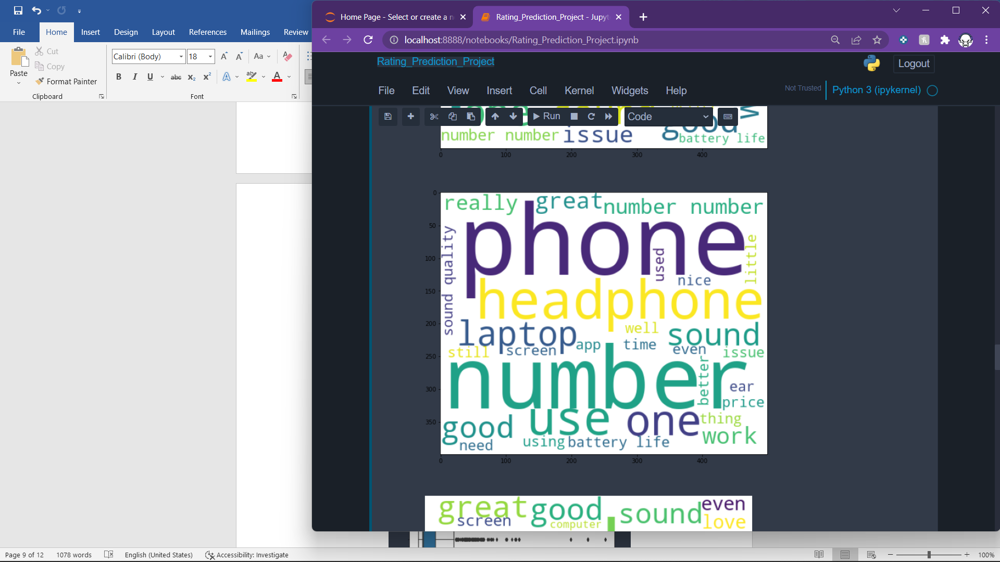 Home Page - Select or create a n
Rating_Prediction_Project - Jupyt
File Home Insert Design Layout References Mailings Review
localhost:8888/notebooks/Rating_Prediction_Project.ipynb
Paste
Cut
Copy
Format Painter
Clipboard
Calibri (Body) 18
Aa
B I U abc x₂ x² A ab A
Font
Rating_Prediction_Project
Logout
File Edit View Insert Cell Kernel Widgets Help
Not Trusted Python 3 (ipykernel)
Run Code
good
number number issue battery life
0 100 200 300 400
0
50
100
150
200
250
300
350
really great number number
phone
sound quality
used
little
nice
headphone
laptop well sound
screen app time even
still issue
number
better
ear
price
good use one thing
work
need using battery life
0 100 200 300 400
great good sound even
screen computer love
Page 9 of 12 1078 words English (United States) Accessibility: Investigate 100%